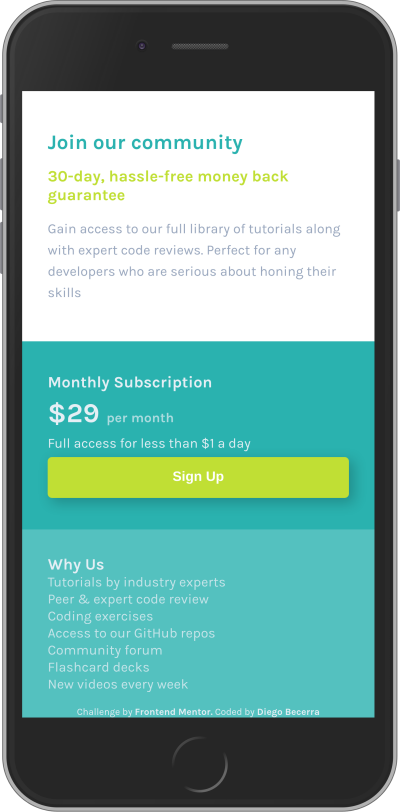 Join our community
30-day, hassle-free money back
guarantee
Gain access to our full library of tutorials along
with expert code reviews. Perfect for any
developers who are serious about honing their
skills
Monthly Subscription
$29 per month
Full access for less than $1 a day
Sign Up
Why Us
Tutorials by industry experts
Peer & expert code review
Coding exercises
Access to our GitHub repos
Community forum
Flashcard decks
New videos every week
Challenge by Frontend Mentor. Coded by Diego Becerra